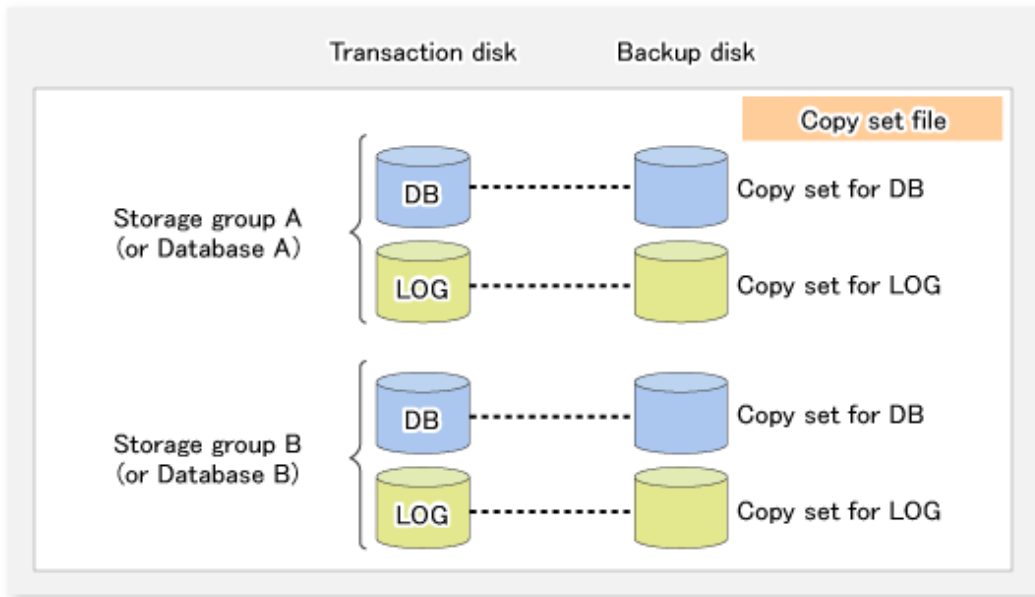 Transaction disk
Backup disk
Copy set file
Storage group A
(or Database A)
DB
Copy set for DB
LOG
Copy set for LOG
Storage group B
(or Database B)
DB
Copy set for DB
LOG
Copy set for LOG